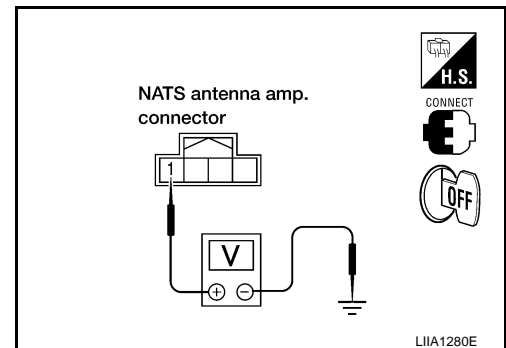 NATS antenna amp.
connector
1
V
+ −
H.S.
CONNECT
OFF
LIIA1280E